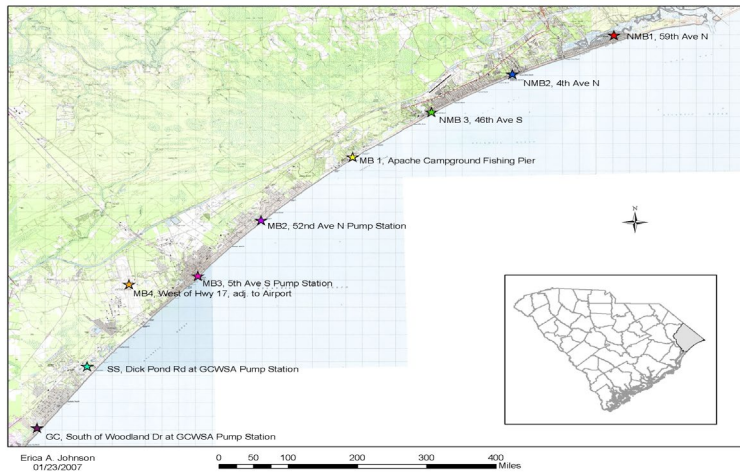 NMB1, 59th Ave N
NMB2, 4th Ave N
NMB 3, 46th Ave S
MB 1, Apache Campground Fishing Pier
N
MB2, 52nd Ave N Pump Station
MB3, 5th Ave S Pump Station
MB4, West of Hwy 17, adj. to Airport
SS, Dick Pond Rd at GCWSA Pump Station
GC, South of Woodland Dr at GCWSA Pump Station
Erica A. Johnson
01/23/2007
0 50 100 200 300 400
Miles